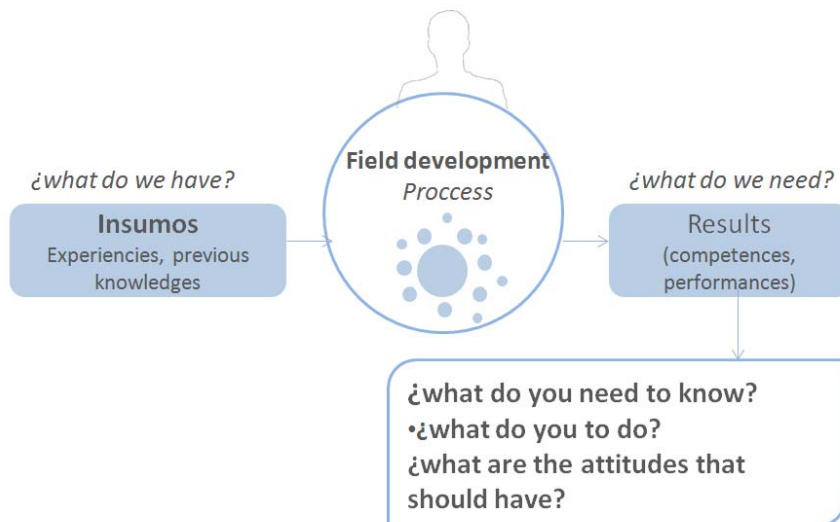 ¿what do we have?
Insumos
Experiencies, previous
knowledges
Field development
Proccess
¿what do we need?
Results
(competences,
performances)
¿what do you need to know?
•¿what do you to do?
¿what are the attitudes that
should have?